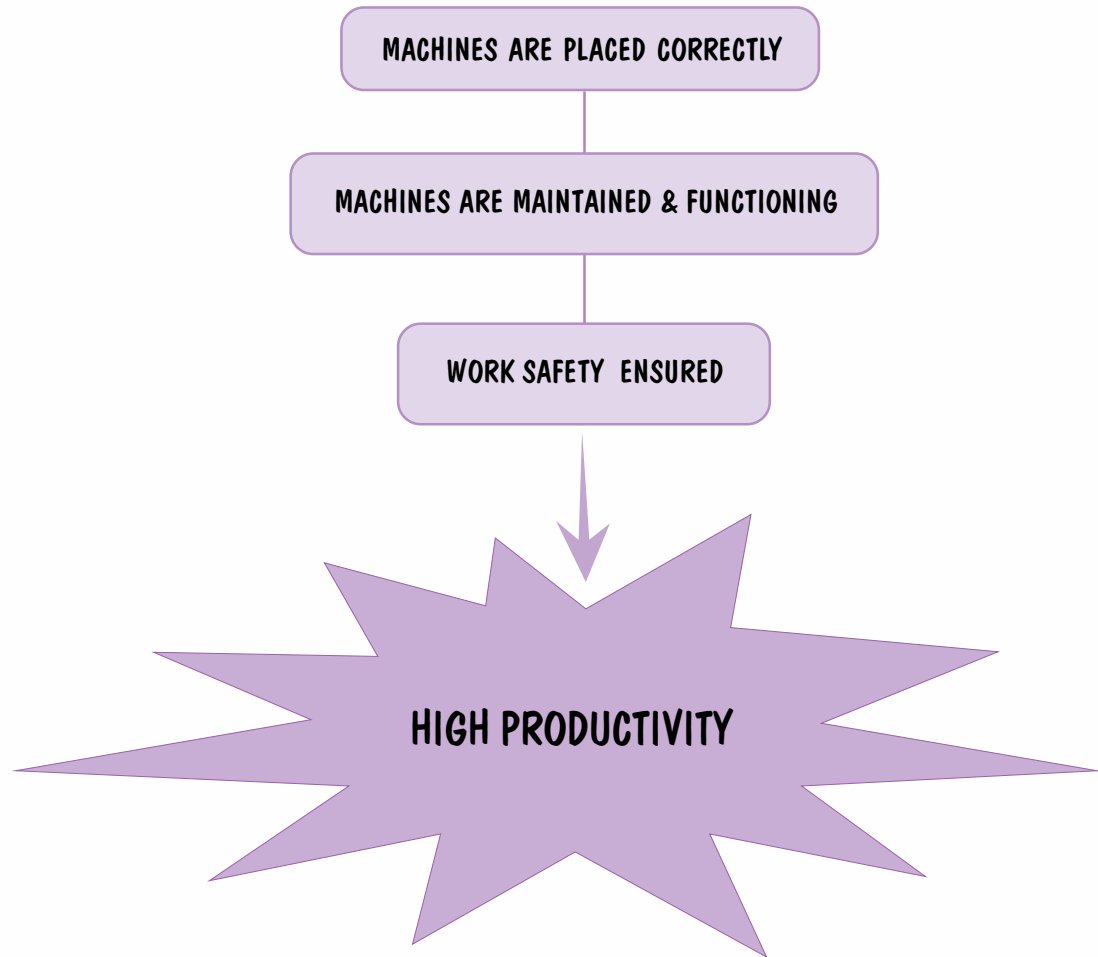 MACHINES ARE PLACED CORRECTLY
MACHINES ARE MAINTAINED & FUNCTIONING
WORK SAFETY ENSURED
HIGH PRODUCTIVITY